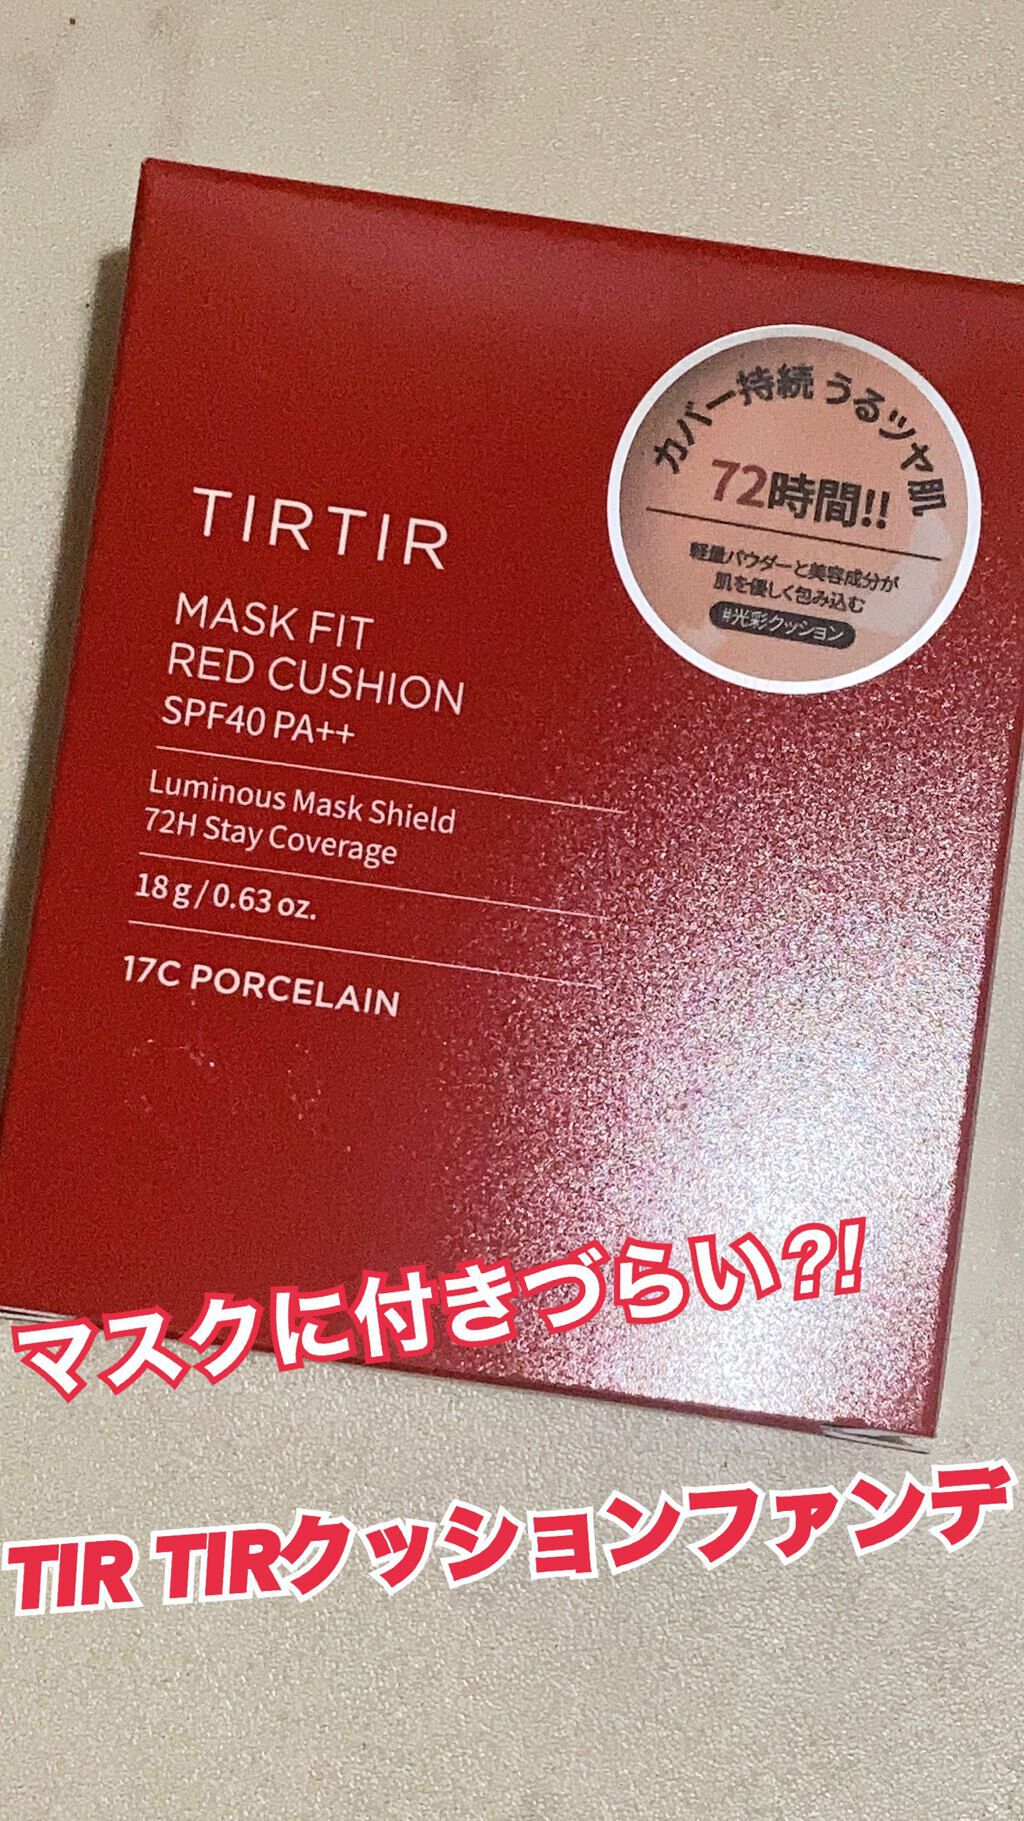 カバー持続 うるツヤ肌
72時間!!
軽量パウダーと美容成分が
肌を優しく包み込む
#光彩クッション
TIRTIR
MASK FIT
RED CUSHION
SPF40 PA++
Luminous Mask Shield
72H Stay Coverage
18 g / 0.63 oz.
17C PORCELAIN
マスクに付きづらい?!
TIR TIRクッションファンデ